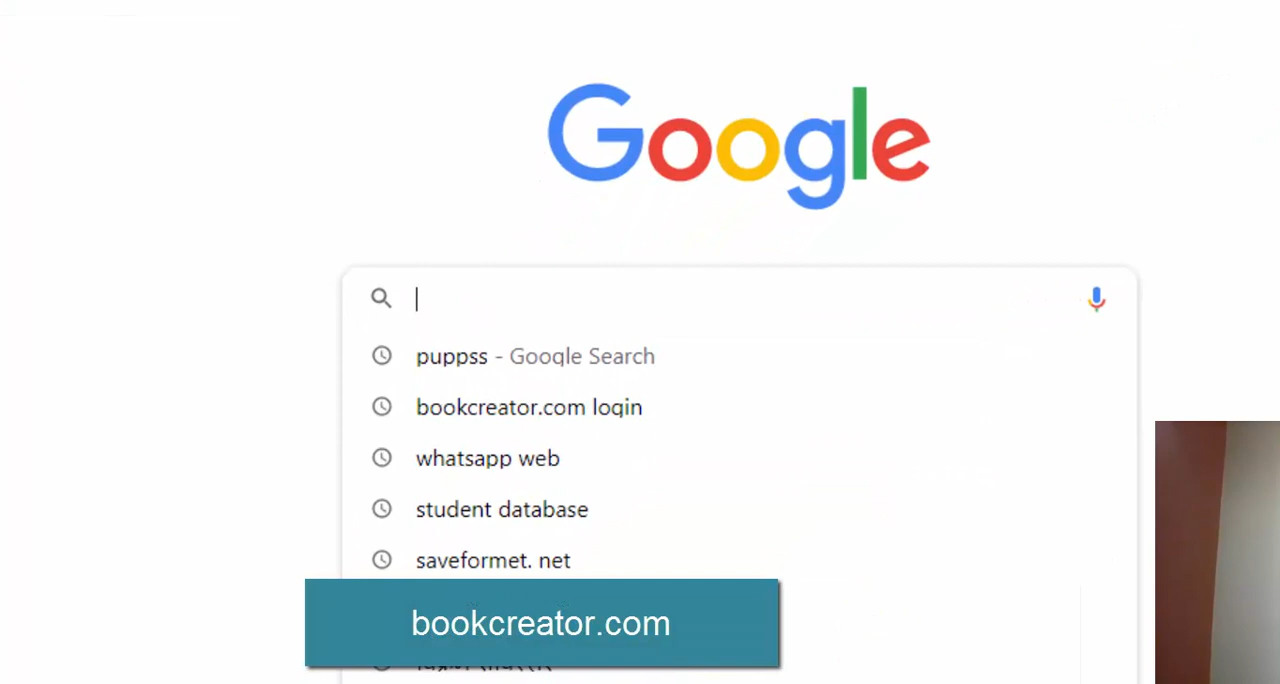 Google
puppss - Google Search
bookcreator.com login
whatsapp web
student database
saveformet. net
bookcreator.com